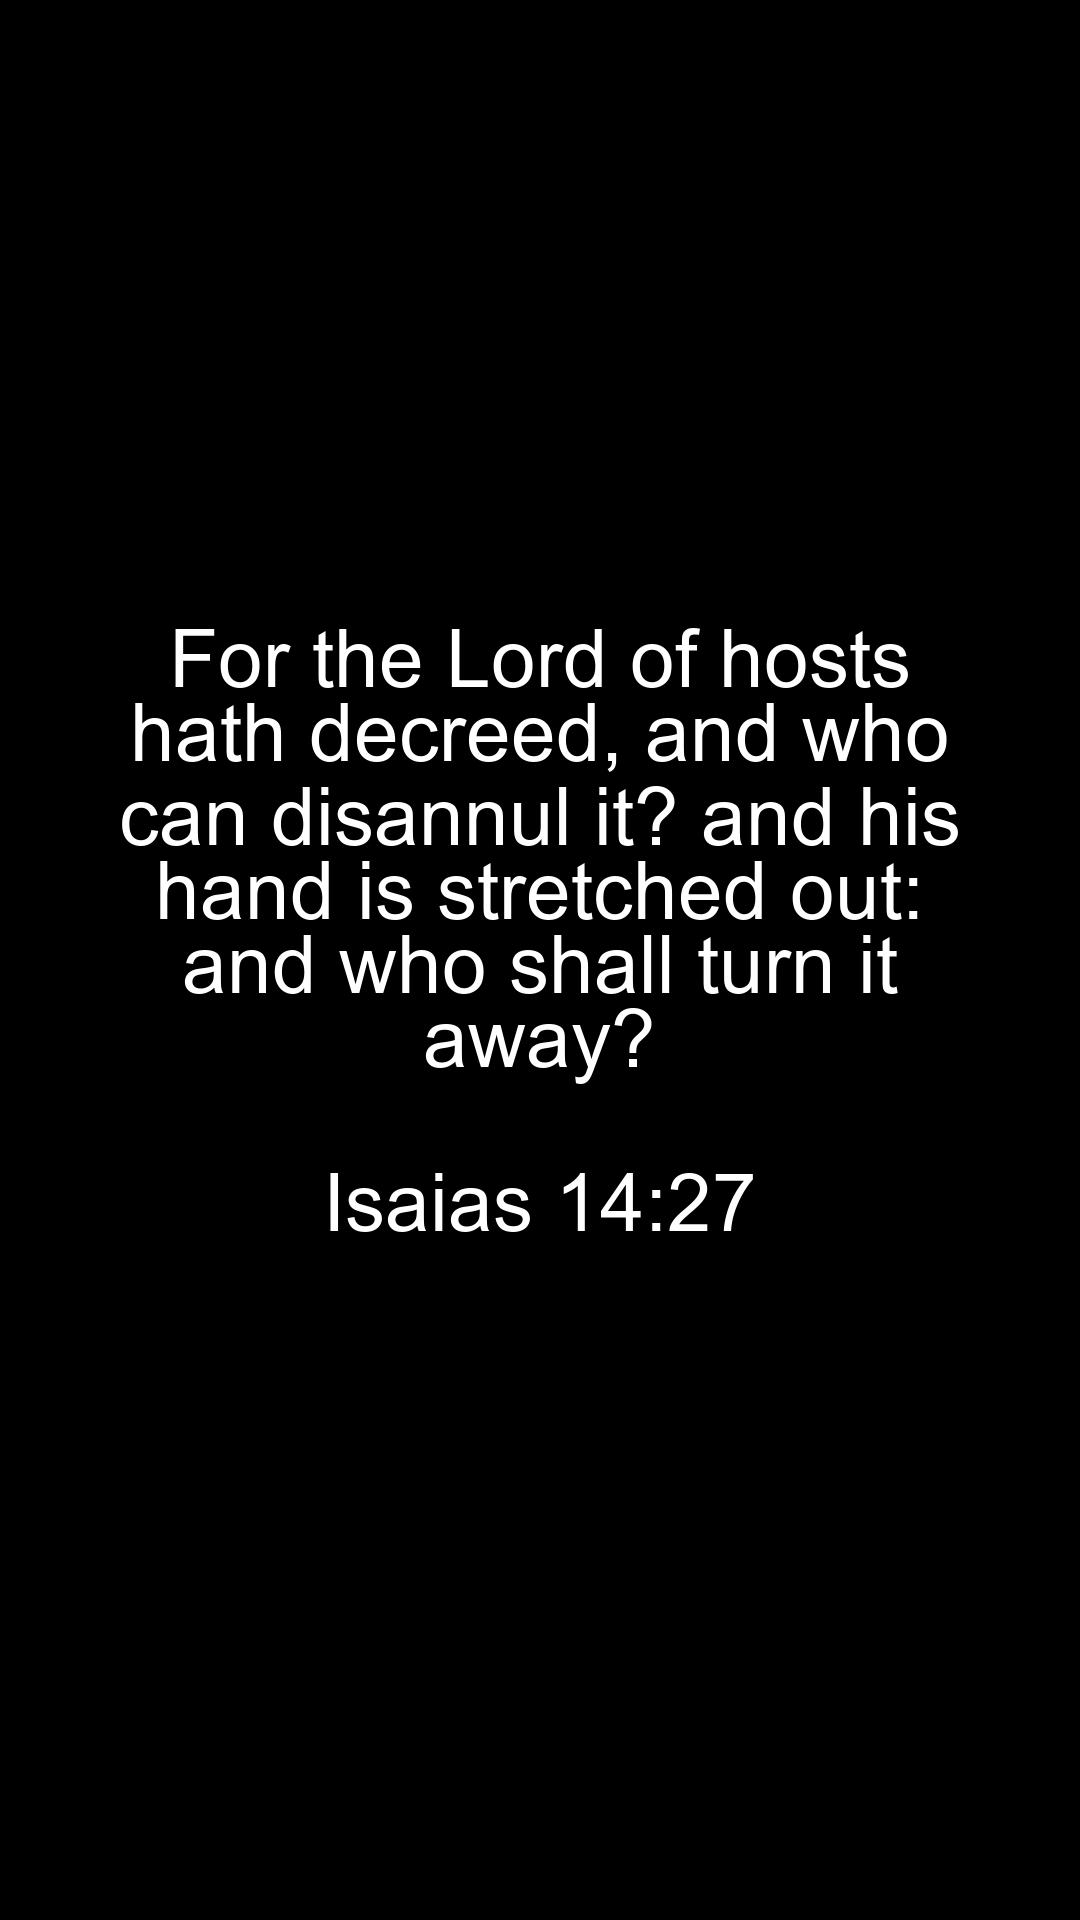 For the Lord of hosts
hath decreed, and who
can disannul it? and his
hand is stretched out:
and who shall turn it
away?
Isaias 14:27